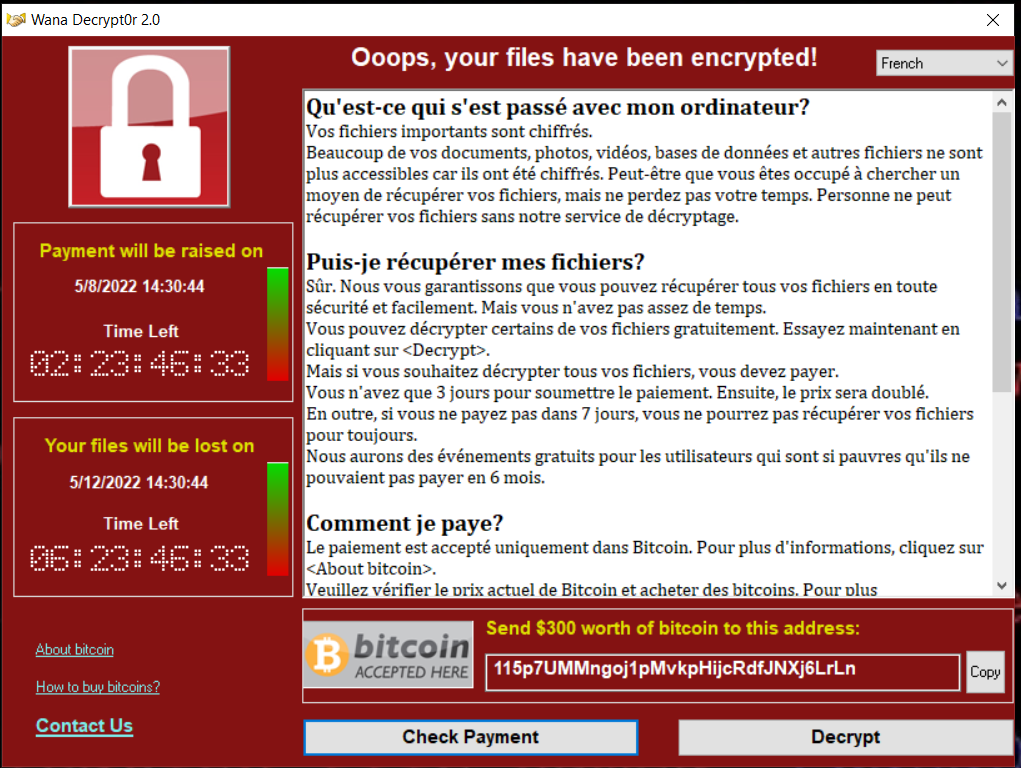 Wana Decrypt0r 2.0
Ooops, your files have been encrypted!
French
Payment will be raised on
5/8/2022 14:30:44
Time Left
02:23:46:33
Your files will be lost on
5/12/2022 14:30:44
Time Left
06:23:46:33
About bitcoin
How to buy bitcoins?
Contact Us
Qu'est-ce qui s'est passé avec mon ordinateur?
Vos fichiers importants sont chiffrés.
Beaucoup de vos documents, photos, vidéos, bases de données et autres fichiers ne sont
plus accessibles car ils ont été chiffrés. Peut-être que vous êtes occupé à chercher un
moyen de récupérer vos fichiers, mais ne perdez pas votre temps. Personne ne peut
récupérer vos fichiers sans notre service de décryptage.
Puis-je récupérer mes fichiers?
Sûr. Nous vous garantissons que vous pouvez récupérer tous vos fichiers en toute
sécurité et facilement. Mais vous n'avez pas assez de temps.
Vous pouvez décrypter certains de vos fichiers gratuitement. Essayez maintenant en
cliquant sur <Decrypt>.
Mais si vous souhaitez décrypter tous vos fichiers, vous devez payer.
Vous n'avez que 3 jours pour soumettre le paiement. Ensuite, le prix sera doublé.
En outre, si vous ne payez pas dans 7 jours, vous ne pourrez pas récupérer vos fichiers
pour toujours.
Nous aurons des événements gratuits pour les utilisateurs qui sont si pauvres qu'ils ne
pouvaient pas payer en 6 mois.
Comment je paye?
Le paiement est accepté uniquement dans Bitcoin. Pour plus d'informations, cliquez sur
<About bitcoin>.
Veuillez vérifier le prix actuel de Bitcoin et acheter des bitcoins. Pour plus
bitcoin
ACCEPTED HERE
Send $300 worth of bitcoin to this address:
115p7UMMngoj1pMvkpHijcRdfJNXj6LrLn
Copy
Check Payment
Decrypt